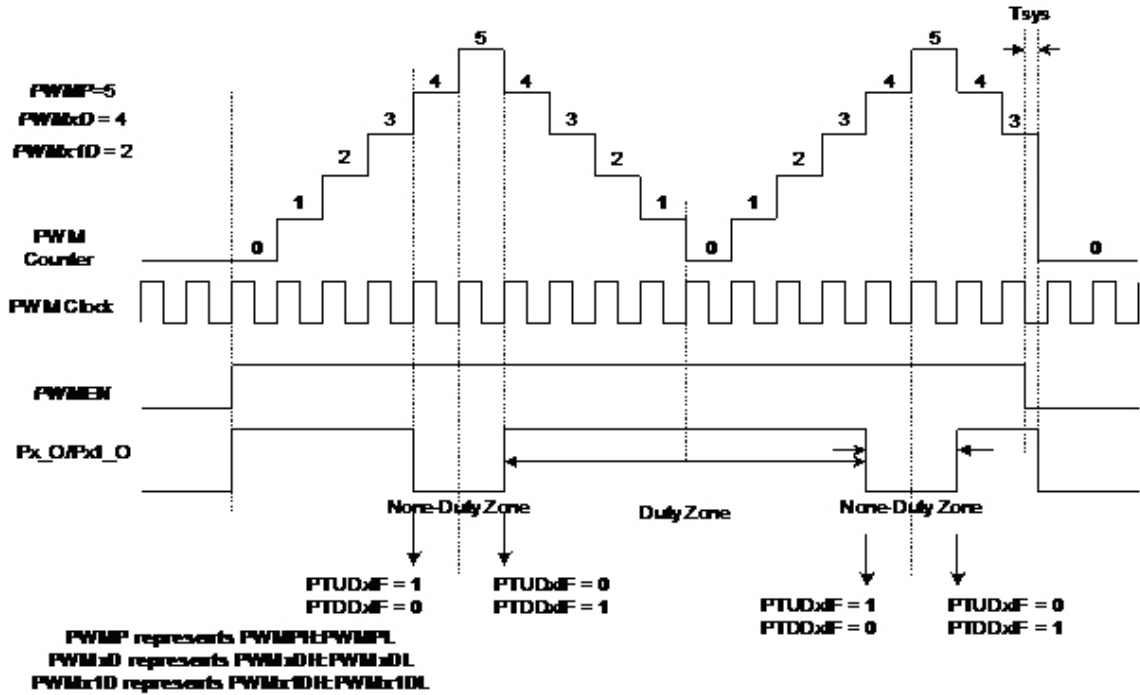 Tsys
5
5
PWMP=5
4
4
4
4
PWMxD = 4
3
3
3
3
PWMx1D = 2
2
2
2
1
1
1
PWM
Counter
0
0
0
PWM Clock
PWMEN
Px_O/Px1_O
None-Duty Zone
Duty Zone
None-Duty Zone
PTUDxIF = 1
PTDDxIF = 0
PTUDxIF = 0
PTDDxIF = 1
PTUDxIF = 1
PTDDxIF = 0
PTUDxIF = 0
PTDDxIF = 1
PWMP represents PWMPH:PWMPL
PWMxD represents PWMxDH:PWMxDL
PWMx1D represents PWMx1DH:PWMx1DL